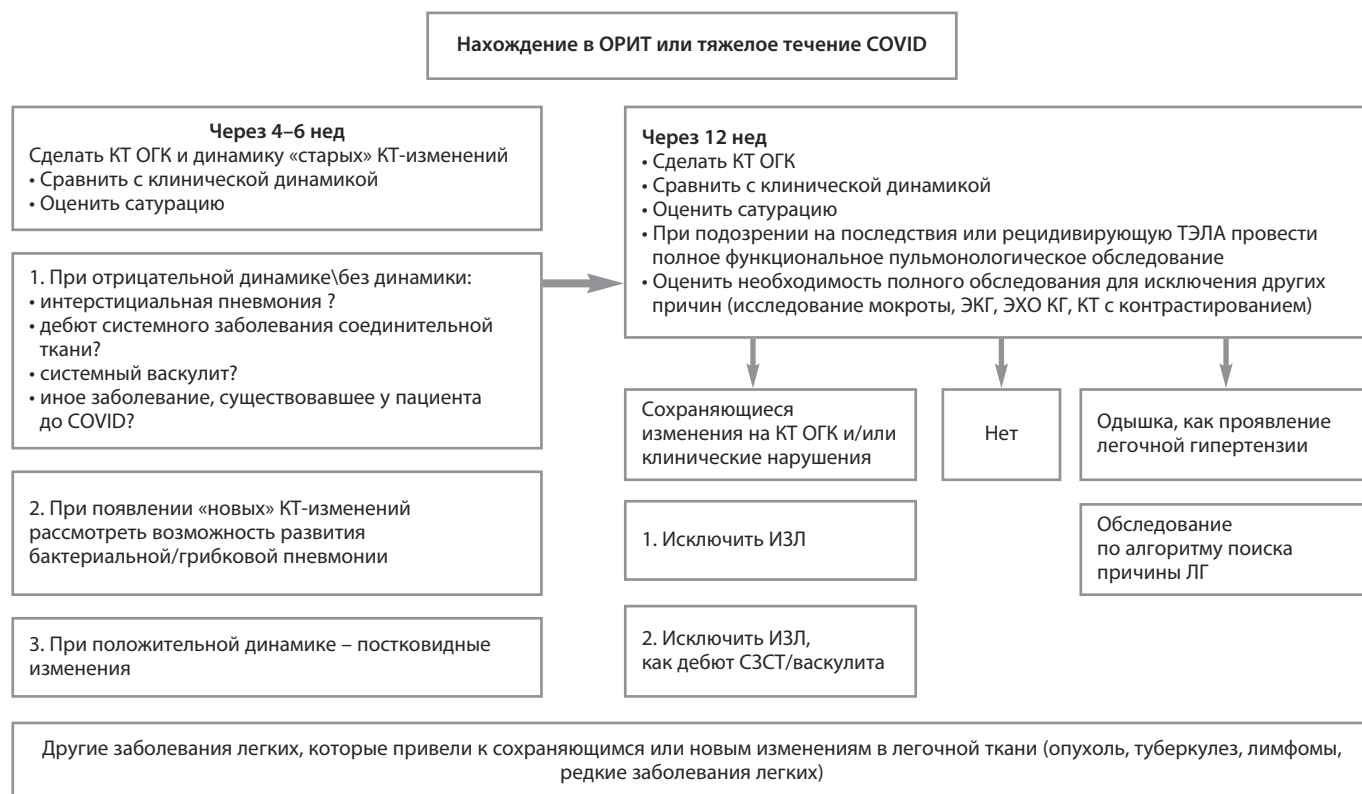 Нахождение в ОРИТ или тяжелое течение COVID
Через 4–6 нед
Сделать КТ ОГК и динамику «старых» КТ-изменений
• Сравнить с клинической динамикой
• Оценить сатурацию
1. При отрицательной динамике\без динамики:
• интерстициальная пневмония ?
• дебют системного заболевания соединительной
ткани?
• системный васкулит?
• иное заболевание, существовавшее у пациента
до COVID?
2. При появлении «новых» КТ-изменений
рассмотреть возможность развития
бактериальной/грибковой пневмонии
3. При положительной динамике – постковидные
изменения
Через 12 нед
• Сделать КТ ОГК
• Сравнить с клинической динамикой
• Оценить сатурацию
• При подозрении на последствия или рецидивирующую ТЭЛА провести
полное функциональное пульмонологическое обследование
• Оценить необходимость полного обследования для исключения других
причин (исследование мокроты, ЭКГ, ЭХО КГ, КТ с контрастированием)
Сохраняющиеся
изменения на КТ ОГК и/или
клинические нарушения
1. Исключить ИЗЛ
2. Исключить ИЗЛ,
как дебют СЗСТ/васкулита
Нет
Одышка, как проявление
легочной гипертензии
Обследование
по алгоритму поиска
причины ЛГ
Другие заболевания легких, которые привели к сохраняющимся или новым изменениям в легочной ткани (опухоль, туберкулез, лимфомы,
редкие заболевания легких)